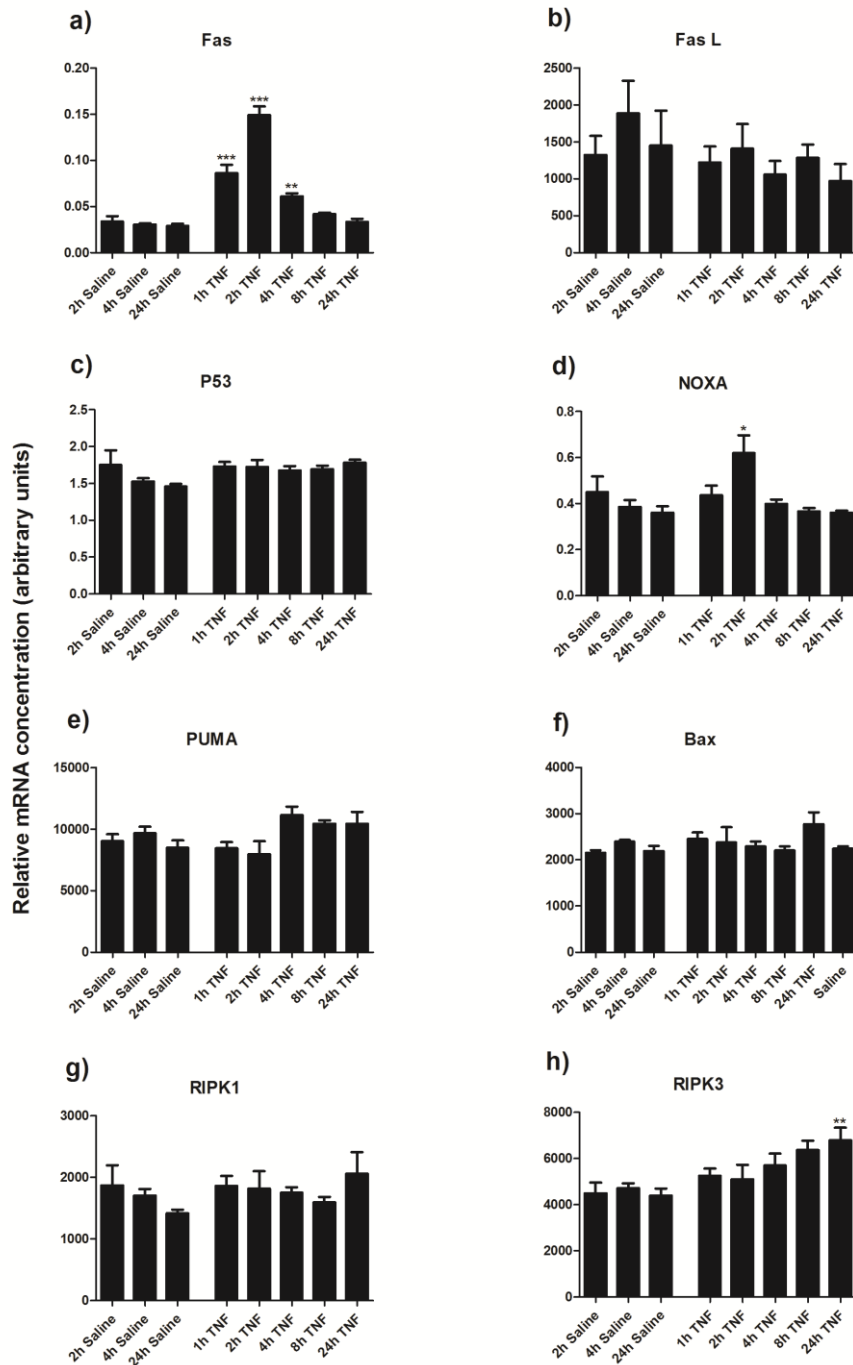 a)
Fas
0.20
0.15
0.10
0.05
0.00
***
***
**
2h Saline
4h Saline
24h Saline
1h TNF
2h TNF
4h TNF
8h TNF
24h TNF
b)
Fas L
2500
2000
1500
1000
500
0
2h Saline
4h Saline
24h Saline
1h TNF
2h TNF
4h TNF
8h TNF
24h TNF
Relative mRNA concentration (arbitrary units)
c)
P53
2.5
2.0
1.5
1.0
0.5
0.0
2h Saline
4h Saline
24h Saline
1h TNF
2h TNF
4h TNF
8h TNF
24h TNF
d)
NOXA
0.8
0.6
0.4
0.2
0.0
*
2h Saline
4h Saline
24h Saline
1h TNF
2h TNF
4h TNF
8h TNF
24h TNF
e)
PUMA
15000
10000
5000
0
2h Saline
4h Saline
24h Saline
1h TNF
2h TNF
4h TNF
8h TNF
24h TNF
f)
Bax
4000
3000
2000
1000
0
2h Saline
4h Saline
24h Saline
1h TNF
2h TNF
4h TNF
8h TNF
24h TNF
Saline
g)
RIPK1
3000
2000
1000
0
2h Saline
4h Saline
24h Saline
1h TNF
2h TNF
4h TNF
8h TNF
24h TNF
h)
RIPK3
8000
6000
4000
2000
0
**
2h Saline
4h Saline
24h Saline
1h TNF
2h TNF
4h TNF
8h TNF
24h TNF